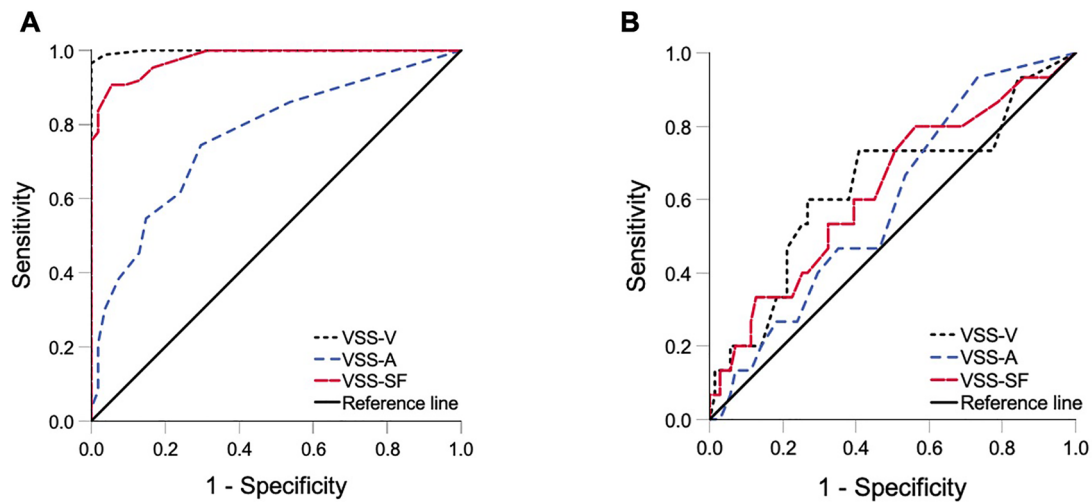 A
Sensitivity
1.0
0.8
0.6
0.4
0.2
0.0
0.0 0.2 0.4 0.6 0.8 1.0
1 - Specificity
VSS-V
VSS-A
VSS-SF
Reference line
B
Sensitivity
1.0
0.8
0.6
0.4
0.2
0.0
0.0 0.2 0.4 0.6 0.8 1.0
1 - Specificity
VSS-V
VSS-A
VSS-SF
Reference line